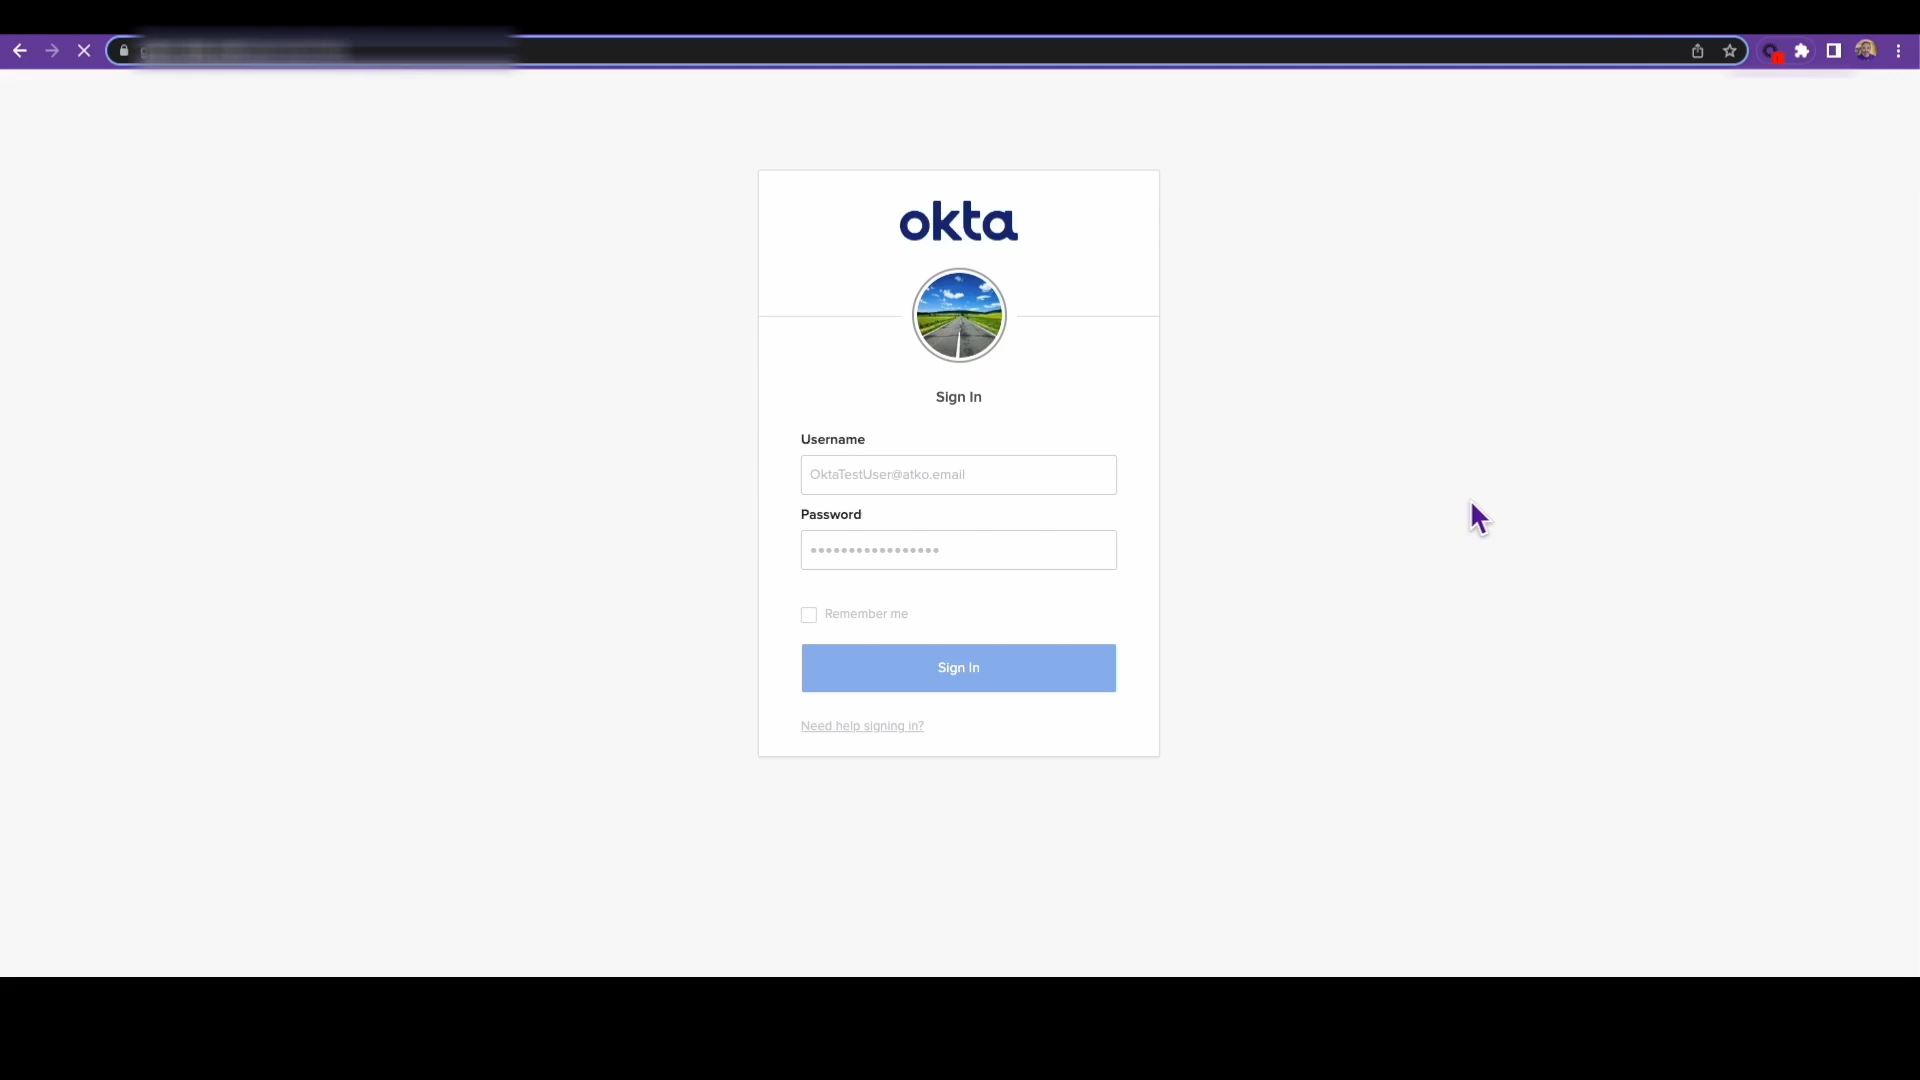 okta
Sign In
Username
OktaTestUser@atko.email
Password
Remember me
Sign In
Need help signing in?